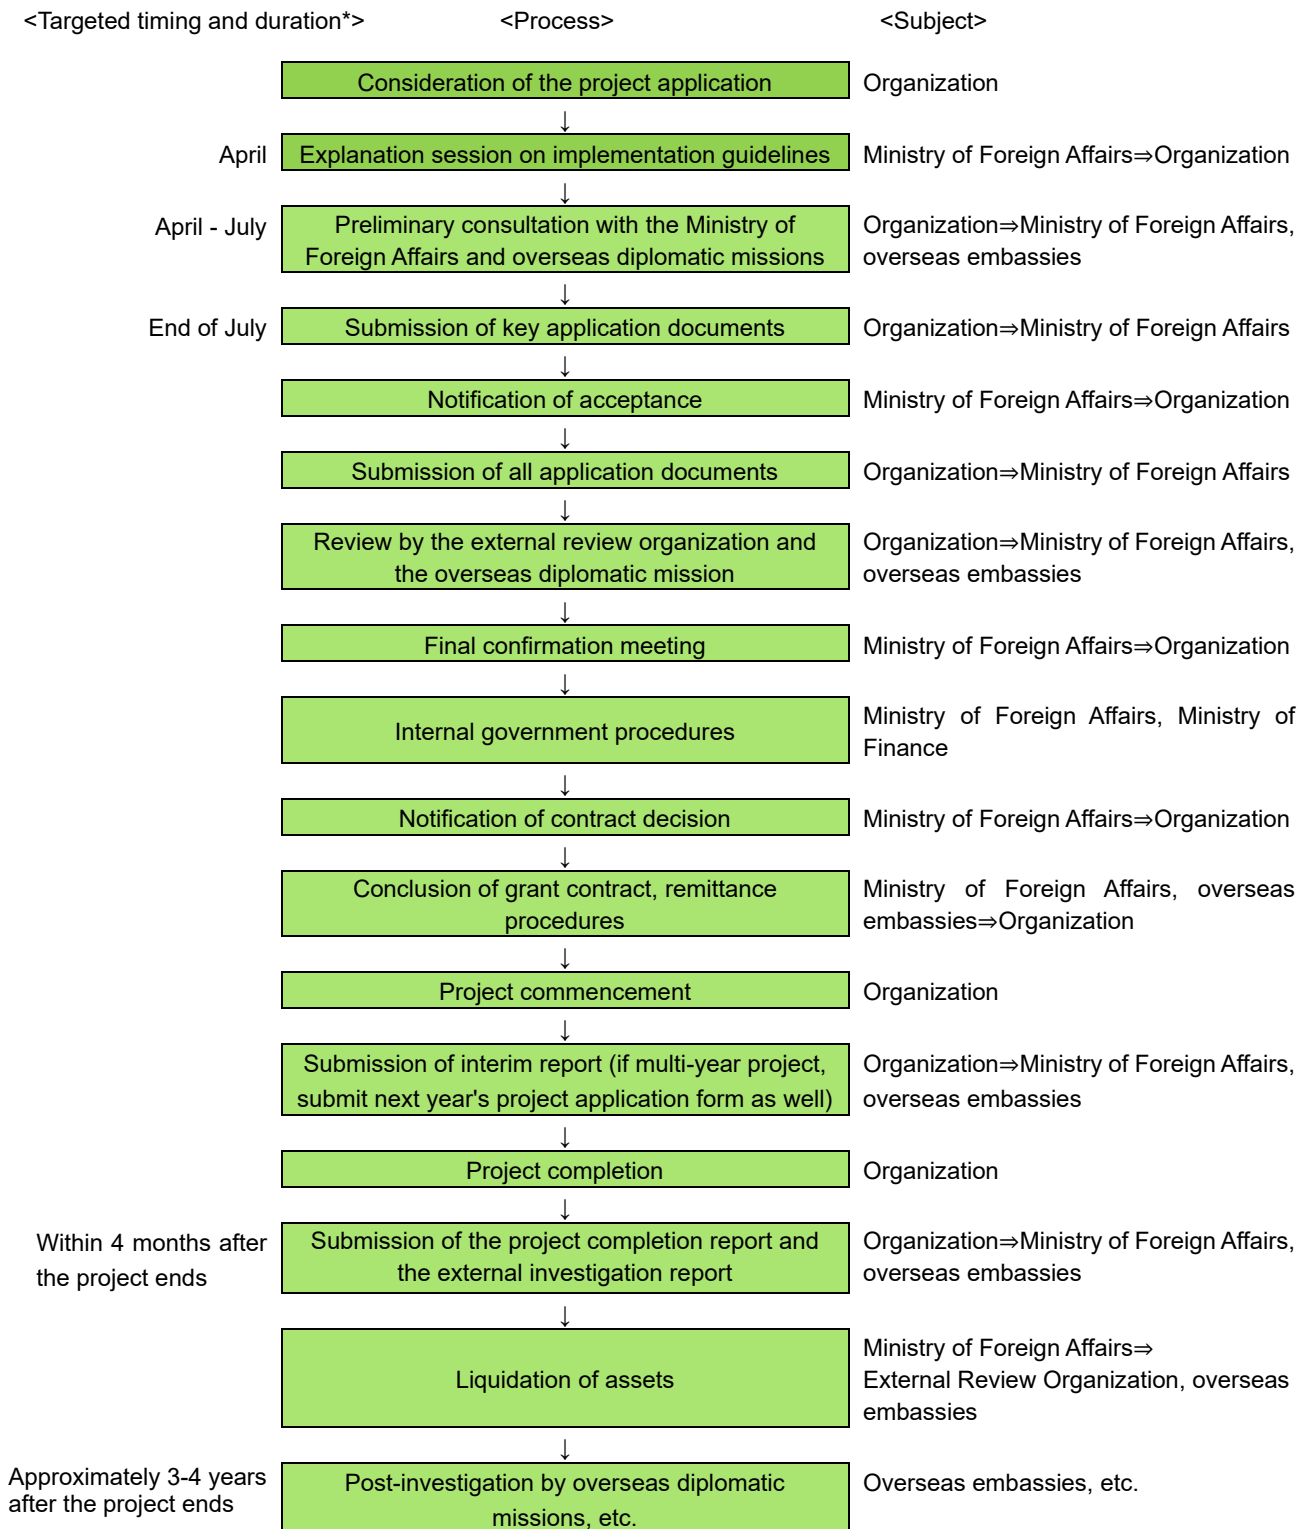 <Targeted timing and duration*> <Process> <Subject>
Consideration of the project application Organization
↓
April Explanation session on implementation guidelines Ministry of Foreign Affairs⇒Organization
↓
April - July Preliminary consultation with the Ministry of Organization⇒Ministry of Foreign Affairs,
Foreign Affairs and overseas diplomatic missions overseas embassies
↓
End of July Submission of key application documents Organization⇒Ministry of Foreign Affairs
↓
Notification of acceptance Ministry of Foreign Affairs⇒Organization
↓
Submission of all application documents Organization⇒Ministry of Foreign Affairs
↓
Review by the external review organization and Organization⇒Ministry of Foreign Affairs,
the overseas diplomatic mission overseas embassies
↓
Final confirmation meeting Ministry of Foreign Affairs⇒Organization
↓
Internal government procedures Ministry of Foreign Affairs, Ministry of
Finance
↓
Notification of contract decision Ministry of Foreign Affairs⇒Organization
↓
Conclusion of grant contract, remittance Ministry of Foreign Affairs, overseas
procedures embassies⇒Organization
↓
Project commencement Organization
↓
Submission of interim report (if multi-year project, Organization⇒Ministry of Foreign Affairs,
submit next year's project application form as well) overseas embassies
↓
Project completion Organization
↓
Within 4 months after Submission of the project completion report and Organization⇒Ministry of Foreign Affairs,
the project ends the external investigation report overseas embassies
↓
Ministry of Foreign Affairs⇒
Liquidation of assets External Review Organization, overseas
embassies
↓
Approximately 3-4 years Post-investigation by overseas diplomatic Overseas embassies, etc.
after the project ends missions, etc.